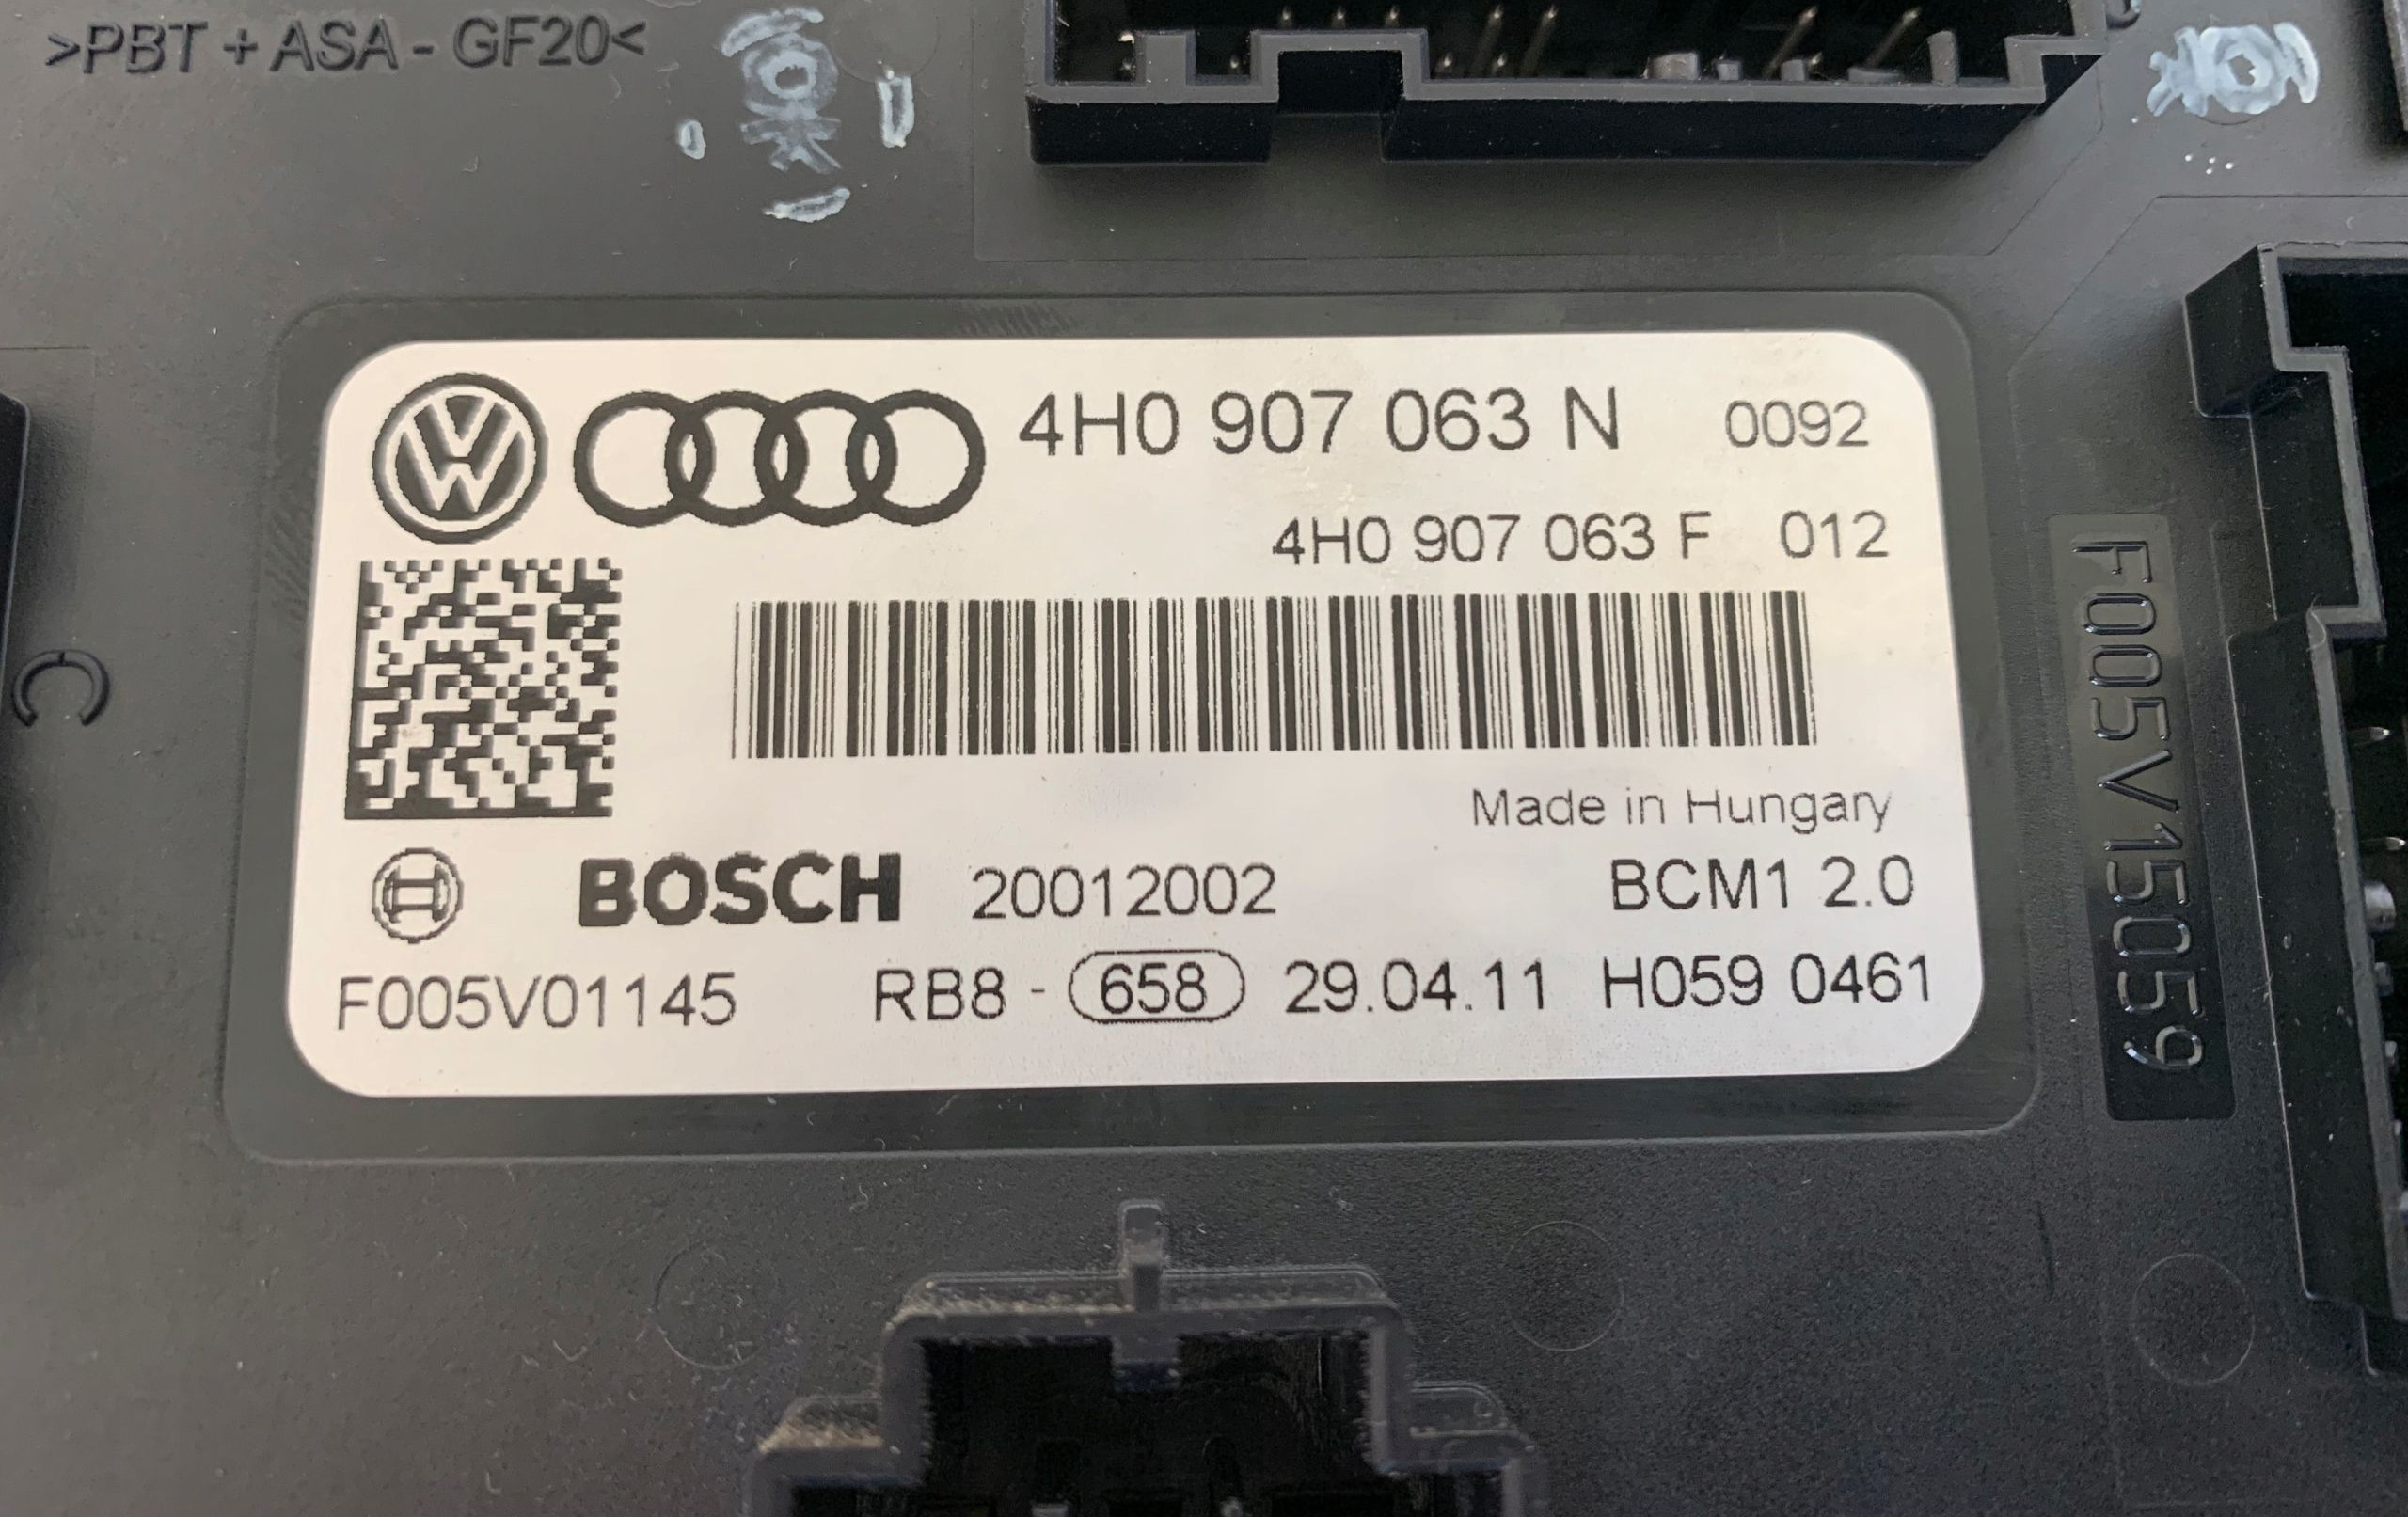 >PBT + ASA - GF20<
4H0 907 063 N 0092
4H0 907 063 F 012
Made in Hungary
BOSCH 20012002 BCM1 2.0
F005V01145 RB8 - 658 29.04.11 H059 0461
F005V15059
C